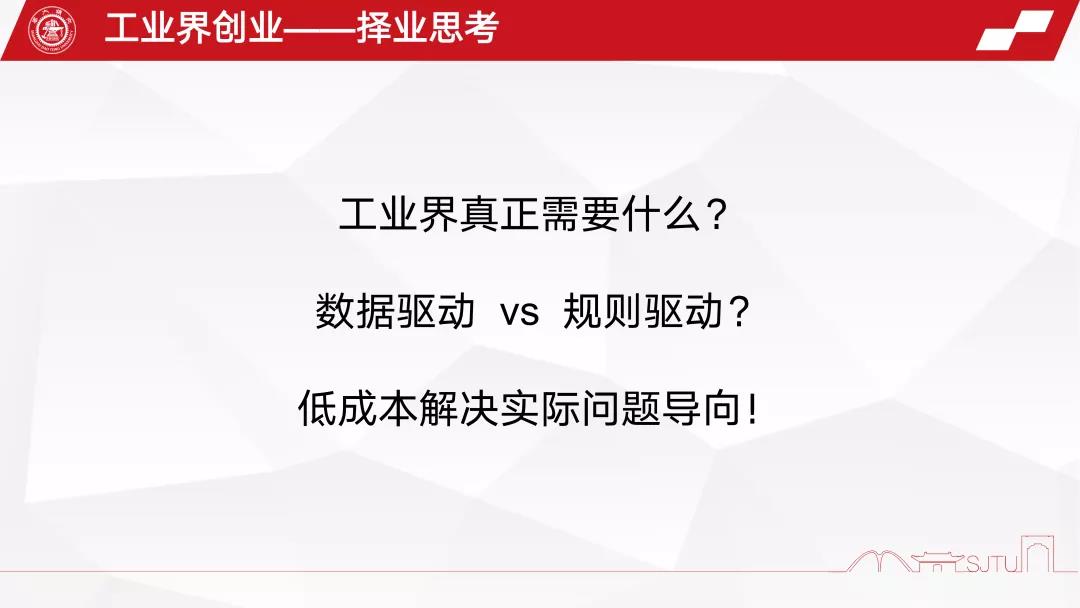 工业界创业——择业思考
工业界真正需要什么？
数据驱动 vs 规则驱动？
低成本解决实际问题导向！
SJTU